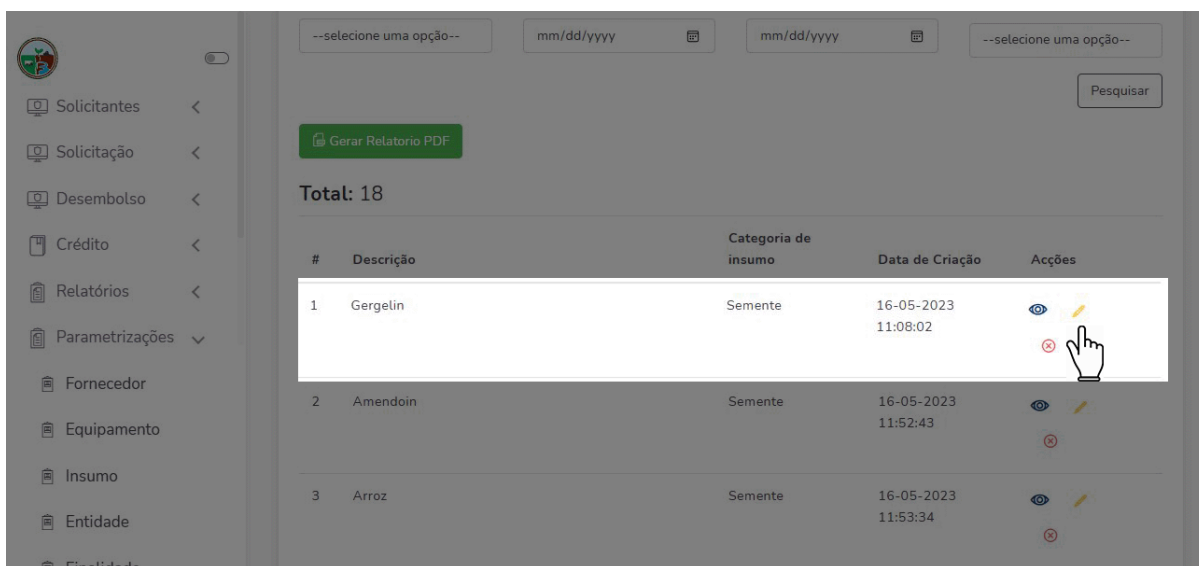 --selecione uma opção--
mm/dd/yyyy
mm/dd/yyyy
--selecione uma opção--
Pesquisar
Gerar Relatorio PDF
Total: 18
# Descrição Categoria de insumo Data de Criação Acções
1 Gergelin Semente 16-05-2023
11:08:02
2 Amendoin Semente 16-05-2023
11:52:43
3 Arroz Semente 16-05-2023
11:53:34
Solicitantes
Solicitação
Desembolso
Crédito
Relatórios
Parametrizações
Fornecedor
Equipamento
Insumo
Entidade